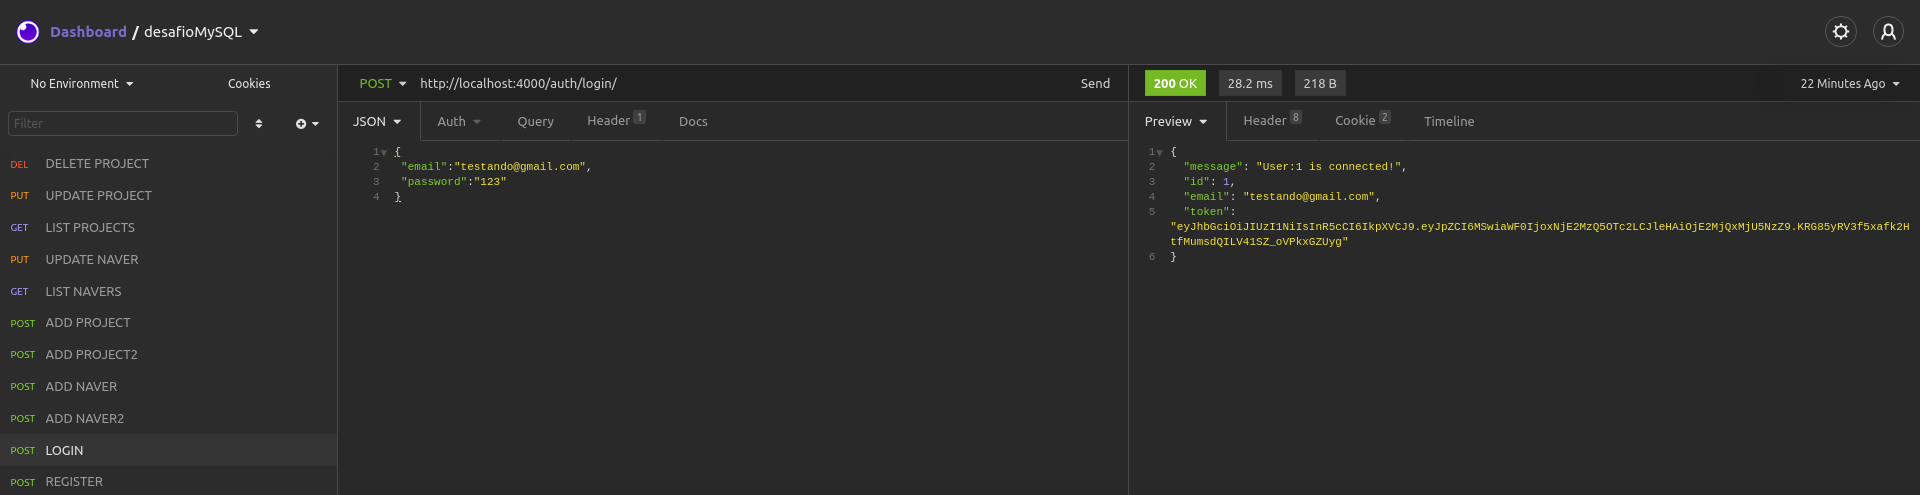 Dashboard / desafioMySQL
No Environment
Cookies
Filter
DEL DELETE PROJECT
PUT UPDATE PROJECT
GET LIST PROJECTS
PUT UPDATE NAVER
GET LIST NAVERS
POST ADD PROJECT
POST ADD PROJECT2
POST ADD NAVER
POST ADD NAVER2
POST LOGIN
POST REGISTER
POST http://localhost:4000/auth/login/ Send
JSON Auth Query Header 1 Docs
1 {
2 "email":"testando@gmail.com",
3 "password":"123"
4 }
200 OK 28.2 ms 218 B 22 Minutes Ago
Preview Header 8 Cookie 2 Timeline
1 {
2 "message": "User:1 is connected!",
3 "id": 1,
4 "email": "testando@gmail.com",
5 "token":
"eyJhbGciOiJIUzI1NiIsInR5cCI6IkpXVCJ9.eyJpZCI6MSwiaWF0IjoxNjE2MzQ5OTc2LCJleHAiOjE2MjQxMjU5NzZ9.KRG85yRV3f5xafk2H
tfMumsdQILV41SZ_oVPkxGZUyg"
6 }